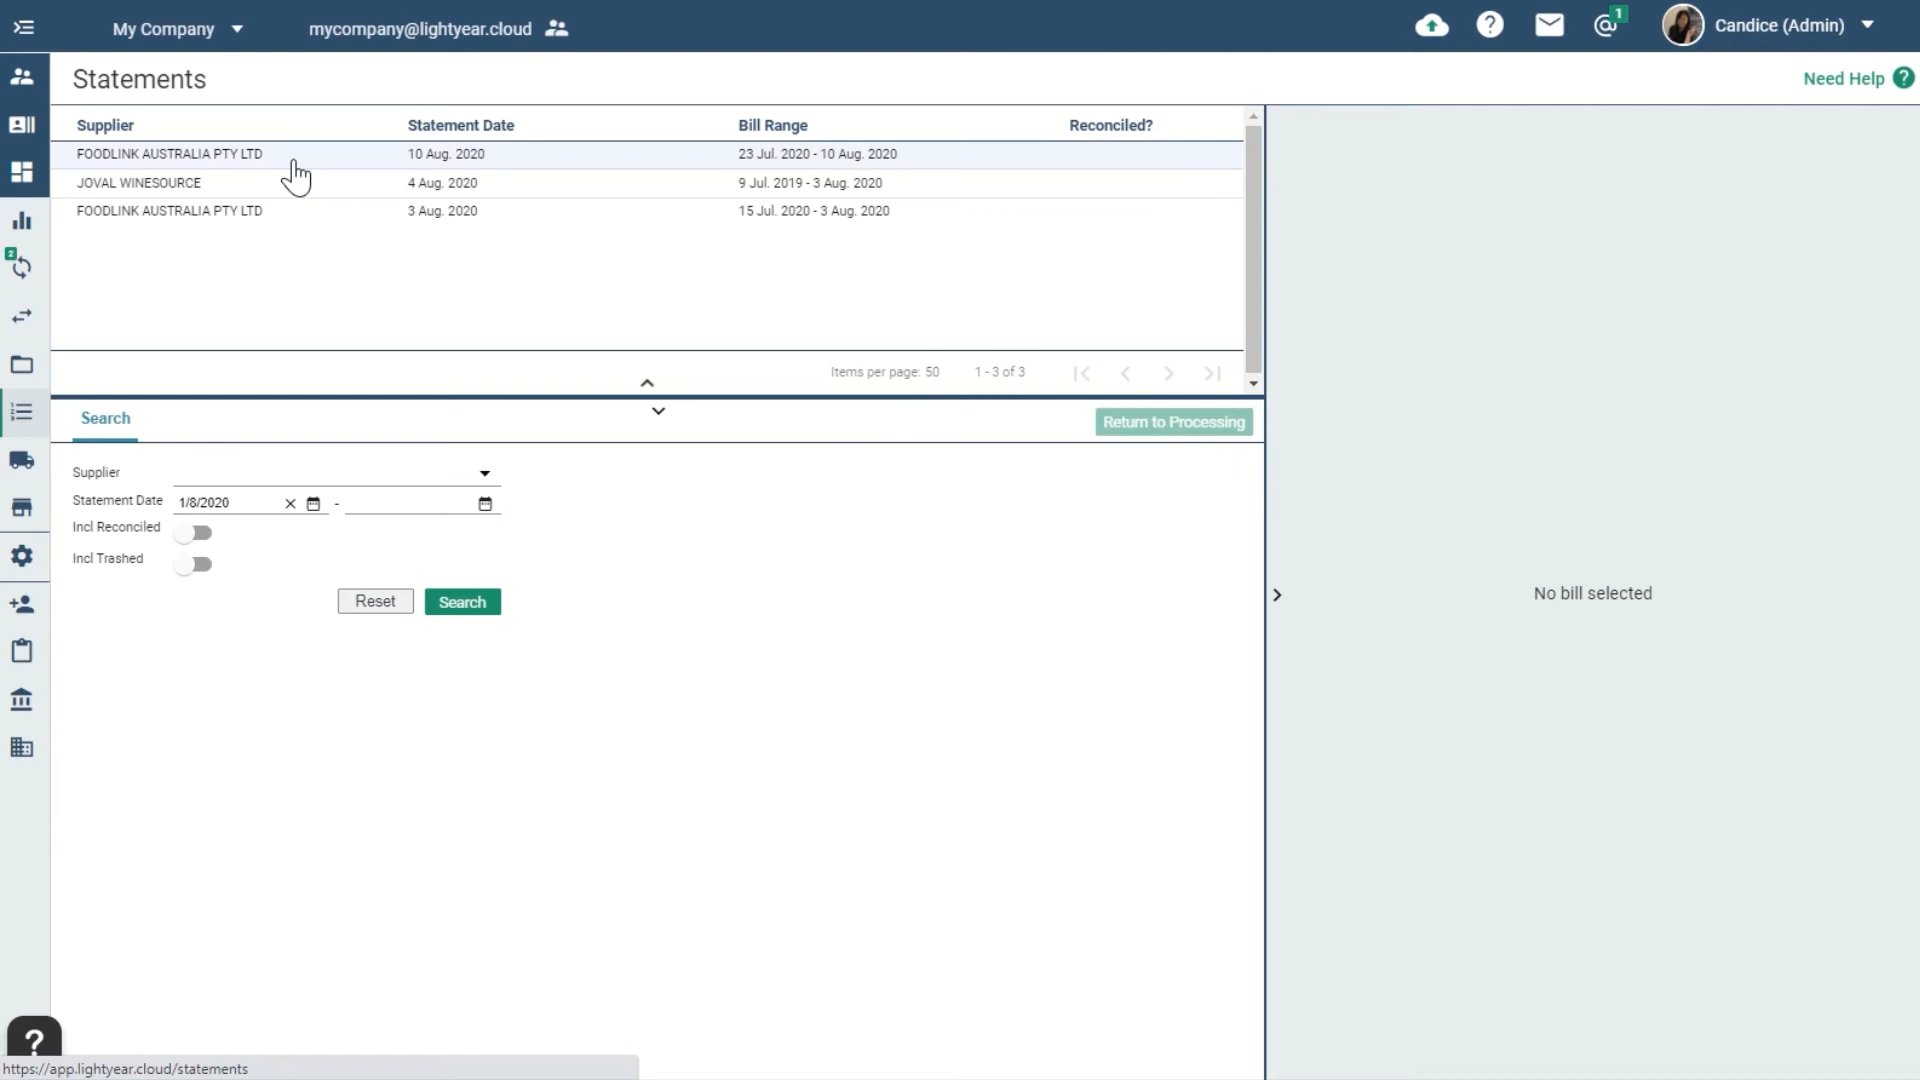 My Company
mycompany@lightyear.cloud
1
Candice (Admin)
Statements
Need Help ?
Supplier Statement Date Bill Range Reconciled?
FOODLINK AUSTRALIA PTY LTD 10 Aug. 2020 23 Jul. 2020 - 10 Aug. 2020
JOVAL WINESOURCE 4 Aug. 2020 9 Jul. 2019 - 3 Aug. 2020
FOODLINK AUSTRALIA PTY LTD 3 Aug. 2020 15 Jul. 2020 - 3 Aug. 2020
2
Items per page: 50 1 - 3 of 3
Search
Return to Processing
Supplier
Statement Date 1/8/2020 -
Incl Reconciled
Incl Trashed
Reset Search
No bill selected
?
https://app.lightyear.cloud/statements